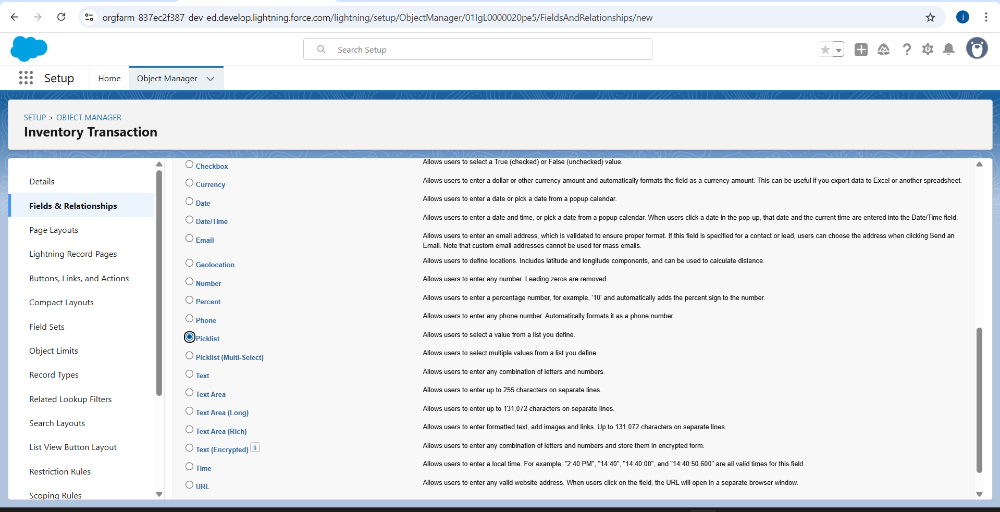 orgfarm-837ec2f387-dev-ed.develop.lightning.force.com/lightning/setup/ObjectManager/01IgL0000020pe5/FieldsAndRelationships/new
j
Search Setup
Setup
Home
Object Manager
SETUP > OBJECT MANAGER
Inventory Transaction
Details
Fields & Relationships
Page Layouts
Lightning Record Pages
Buttons, Links, and Actions
Compact Layouts
Field Sets
Object Limits
Record Types
Related Lookup Filters
Search Layouts
List View Button Layout
Restriction Rules
Scoping Rules
Checkbox Allows users to select a True (checked) or False (unchecked) value.
Currency Allows users to enter a dollar or other currency amount and automatically formats the field as a currency amount. This can be useful if you export data to Excel or another spreadsheet.
Date Allows users to enter a date or pick a date from a popup calendar.
Date/Time Allows users to enter a date and time, or pick a date from a popup calendar. When users click a date in the pop-up, that date and the current time are entered into the Date/Time field.
Email Allows users to enter an email address, which is validated to ensure proper format. If this field is specified for a contact or lead, users can choose the address when clicking Send an
Email. Note that custom email addresses cannot be used for mass emails.
Geolocation Allows users to define locations. Includes latitude and longitude components, and can be used to calculate distance.
Number Allows users to enter any number. Leading zeros are removed.
Percent Allows users to enter a percentage number, for example, '10' and automatically adds the percent sign to the number.
Phone Allows users to enter any phone number. Automatically formats it as a phone number.
Picklist Allows users to select a value from a list you define.
Picklist (Multi-Select) Allows users to select multiple values from a list you define.
Text Allows users to enter any combination of letters and numbers.
Text Area Allows users to enter up to 255 characters on separate lines.
Text Area (Long) Allows users to enter up to 131,072 characters on separate lines.
Text Area (Rich) Allows users to enter formatted text, add images and links. Up to 131,072 characters on separate lines.
Text (Encrypted) i Allows users to enter any combination of letters and numbers and store them in encrypted form.
Time Allows users to enter a local time. For example, "2:40 PM", "14:40", "14:40:00", and "14:40:50.600" are all valid times for this field.
URL Allows users to enter any valid website address. When users click on the field, the URL will open in a separate browser window.